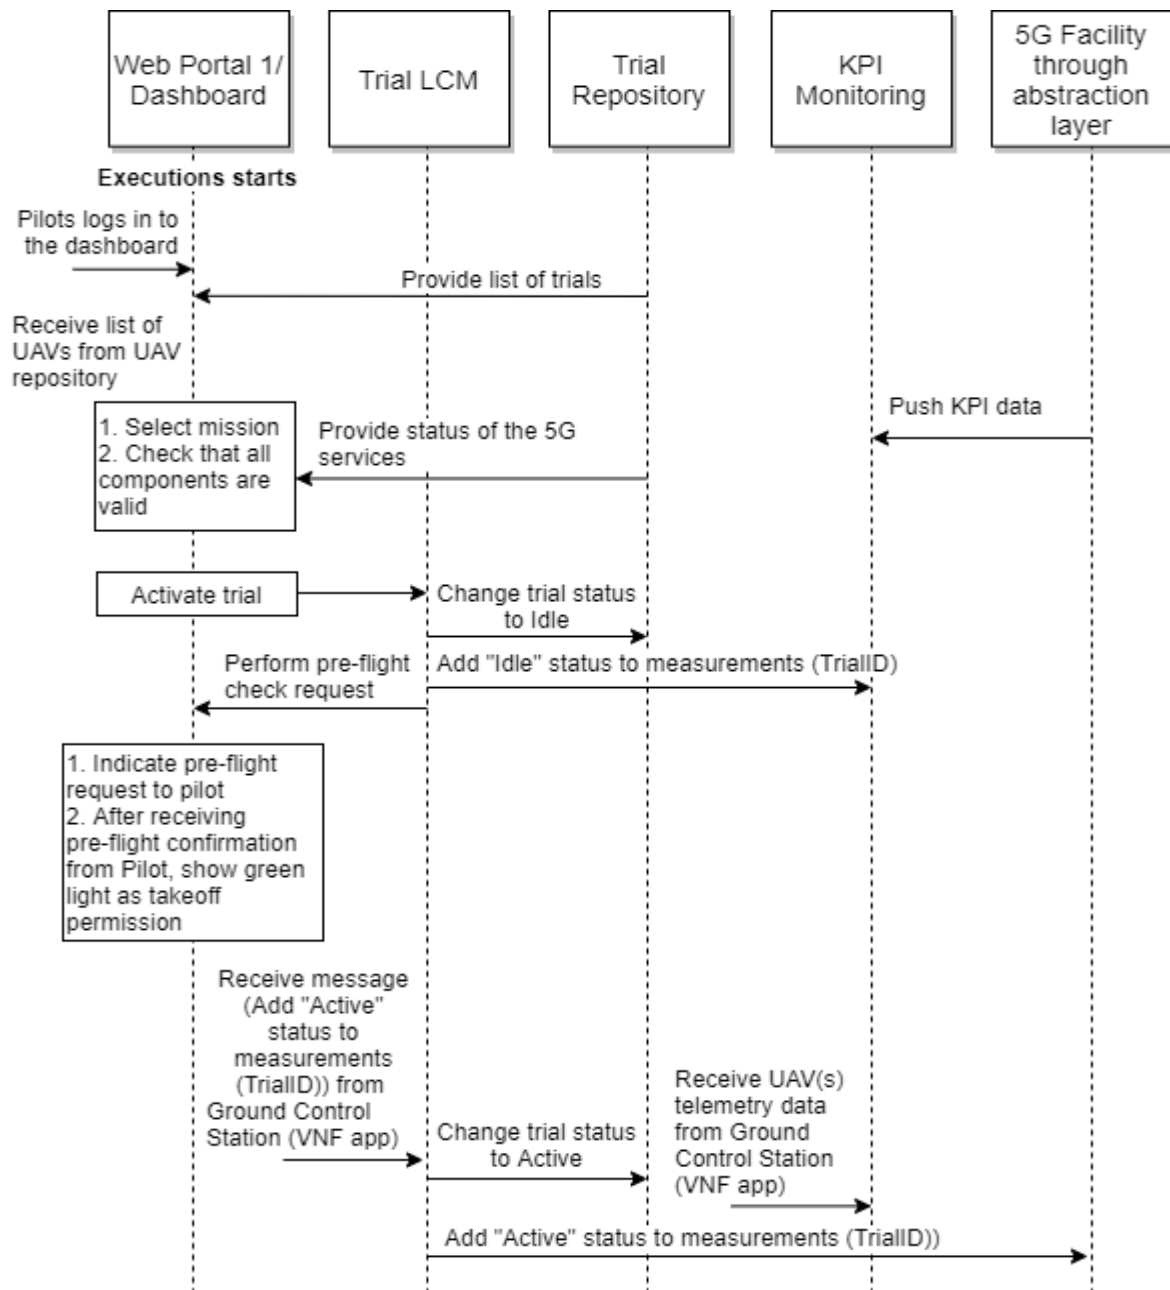 Web Portal 1/
Dashboard
Trial LCM
Trial
Repository
KPI
Monitoring
5G Facility
through
abstraction
layer
Executions starts
Pilots logs in to
the dashboard
Provide list of trials
Receive list of
UAVs from UAV
repository
Push KPI data
1. Select mission
2. Check that all
components are
valid
Provide status of the 5G
services
Activate trial
Change trial status
to Idle
Perform pre-flight
check request
Add "Idle" status to measurements (TrialID)
1. Indicate pre-flight
request to pilot
2. After receiving
pre-flight confirmation
from Pilot, show green
light as takeoff
permission
Receive message
(Add "Active"
status to
measurements
(TrialID)) from
Ground Control
Station (VNF app)
Change trial status
to Active
Receive UAV(s)
telemetry data
from Ground
Control Station
(VNF app)
Add "Active" status to measurements (TrialID))